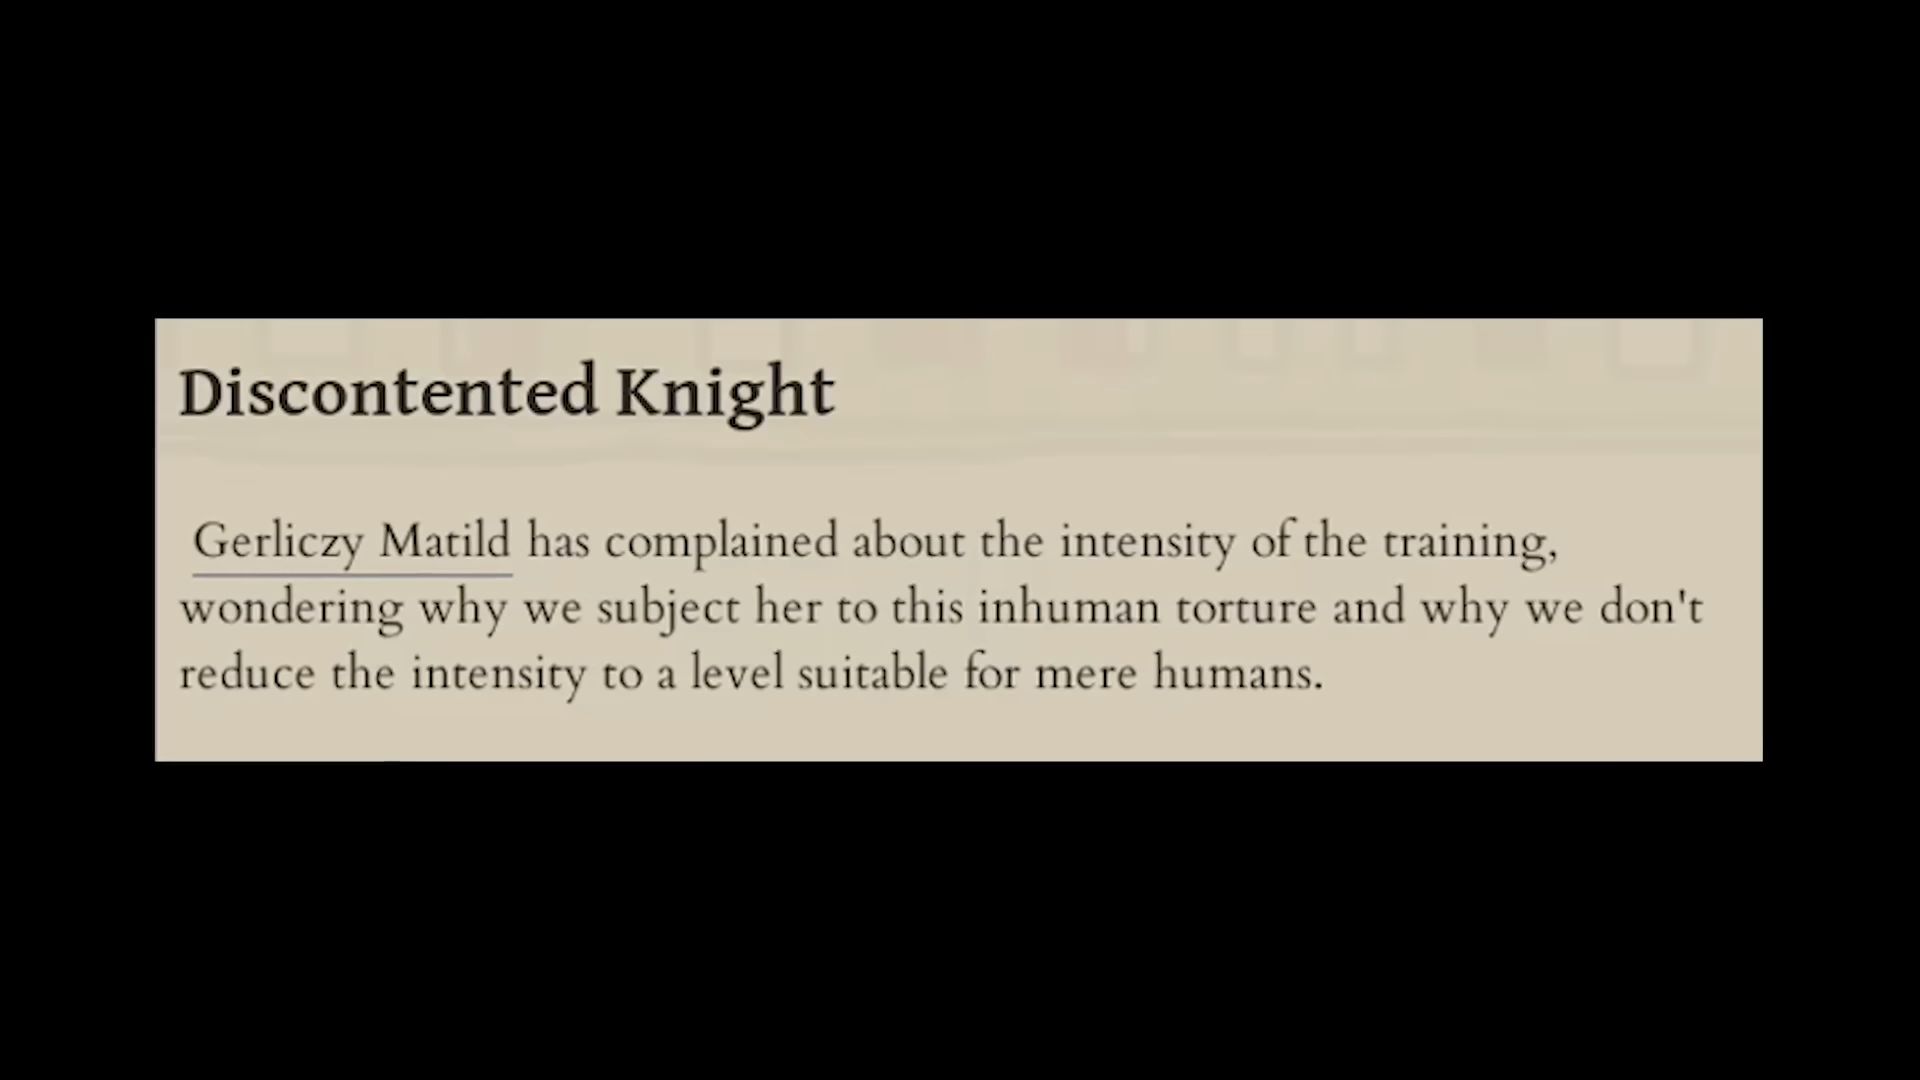 Discontented Knight
Gerliczy Matild has complained about the intensity of the training,
wondering why we subject her to this inhuman torture and why we don't
reduce the intensity to a level suitable for mere humans.